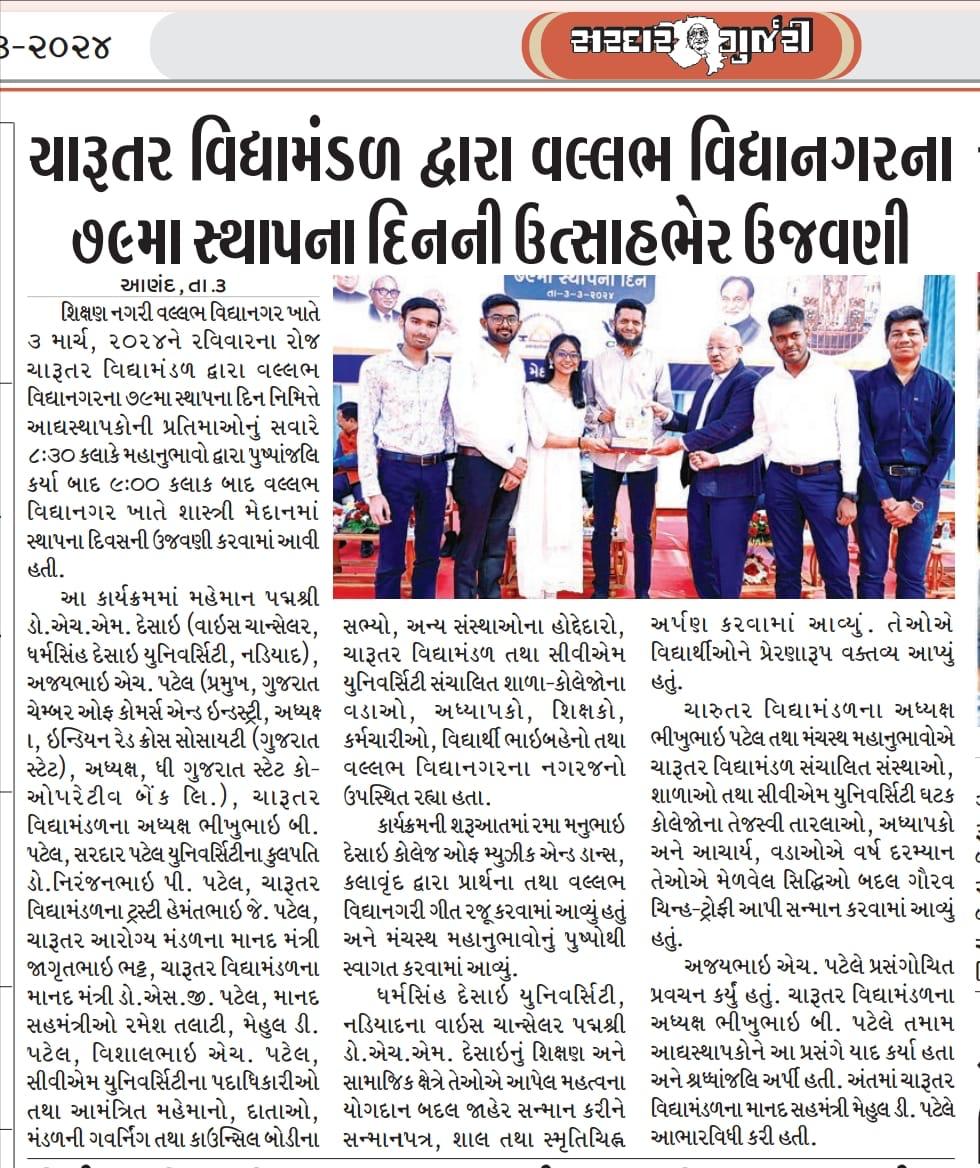 ૩-૨૦૨૪
સરદાર ગુર્જરી
ચારૂતર વિદ્યામંડળ દ્વારા વલ્લભ વિદ્યાનગરના
૭૯મા સ્થાપના દિનની ઉત્સાહભેર ઉજવણી
આણંદ,તા.૩
શિક્ષણ નગરી વલ્લભ વિદ્યાનગર ખાતે
૩ માર્ચ, ૨૦૨૪ને રવિવારના રોજ
ચારૂતર વિદ્યામંડળ દ્વારા વલ્લભ
વિદ્યાનગરના ૭૯મા સ્થાપના દિન નિમિત્તે
આદ્યસ્થાપકોની પ્રતિમાઓનું સવારે
૮:૩૦ કલાકે મહાનુભાવો દ્વારા પુષ્પાંજલિ
કર્યા બાદ ૯:૦૦ કલાક બાદ વલ્લભ
વિદ્યાનગર ખાતે શાસ્ત્રી મેદાનમાં
સ્થાપના દિવસની ઉજવણી કરવામાં આવી
હતી.
આ કાર્યક્રમમાં મહેમાન પદ્મશ્રી
ડો.એચ.એમ. દેસાઇ (વાઇસ ચાન્સેલર,
ધર્મસિંહ દેસાઇ યુનિવર્સિટી, નડિયાદ),
અજયભાઇ એચ. પટેલ (પ્રમુખ, ગુજરાત
ચેમ્બર ઓફ કોમર્સ એન્ડ ઇન્ડસ્ટ્રી, અધ્યક્ષ
ા, ઇન્ડિયન રેડ ક્રોસ સોસાયટી (ગુજરાત
સ્ટેટ), અધ્યક્ષ, ધી ગુજરાત સ્ટેટ કો-
ઓપરેટીવ બેંક લિ.), ચારૂતર
વિદ્યામંડળના અધ્યક્ષ ભીખુભાઇ બી.
પટેલ, સરદાર પટેલ યુનિવર્સિટીના કુલપતિ
ડો.નિરંજનભાઇ પી. પટેલ, ચારૂતર
વિદ્યામંડળના ટ્રસ્ટી હેમંતભાઇ જે. પટેલ,
ચારૂતર આરોગ્ય મંડળના માનદ મંત્રી
જાગૃતભાઇ ભટ્ટ, ચારૂતર વિદ્યામંડળના
માનદ મંત્રી ડો.એસ.જી. પટેલ, માનદ
સહમંત્રીઓ રમેશ તલાટી, મેહુલ ડી.
પટેલ, વિશાલભાઇ એચ. પટેલ,
સીવીએમ યુનિવર્સિટીના પદાધિકારીઓ
તથા આમંત્રિત મહેમાનો, દાતાઓ,
મંડળની ગવર્નિંગ તથા કાઉન્સિલ બોડીના
૭૯મા સ્થાપના દિન
તા-૩-૩-૨૦૨૪
સભ્યો, અન્ય સંસ્થાઓના હોદ્દેદારો,
ચારૂતર વિદ્યામંડળ તથા સીવીએમ
યુનિવર્સિટી સંચાલિત શાળા-કોલેજોના
વડાઓ, અધ્યાપકો, શિક્ષકો,
કર્મચારીઓ, વિદ્યાર્થી ભાઇબહેનો તથા
વલ્લભ વિદ્યાનગરના નગરજનો
ઉપસ્થિત રહ્યા હતા.
કાર્યક્રમની શરૂઆતમાં રમા મનુભાઇ
દેસાઇ કોલેજ ઓફ મ્યુઝીક એન્ડ ડાન્સ,
કલાવૃંદ દ્વારા પ્રાર્થના તથા વલ્લભ
વિદ્યાનગરી ગીત રજૂ કરવામાં આવ્યું હતું
અને મંચસ્થ મહાનુભાવોનું પુષ્પોથી
સ્વાગત કરવામાં આવ્યું.
ધર્મસિંહ દેસાઇ યુનિવર્સિટી,
નડિયાદના વાઇસ ચાન્સેલર પદ્મશ્રી
ડો.એચ.એમ. દેસાઇનું શિક્ષણ અને
સામાજિક ક્ષેત્રે તેઓએ આપેલ મહત્વના
યોગદાન બદલ જાહેર સન્માન કરીને
સન્માનપત્ર, શાલ તથા સ્મૃતિચિહ્ન
અર્પણ કરવામાં આવ્યું. તેઓએ
વિદ્યાર્થીઓને પ્રેરણારૂપ વક્તવ્ય આપ્યું
હતું.
ચારુતર વિદ્યામંડળના અધ્યક્ષ
ભીખુભાઇ પટેલ તથા મંચસ્થ મહાનુભાવોએ
ચારૂતર વિદ્યામંડળ સંચાલિત સંસ્થાઓ,
શાળાઓ તથા સીવીએમ યુનિવર્સિટી ઘટક
કોલેજોના તેજસ્વી તારલાઓ, અધ્યાપકો
અને આચાર્ય, વડાઓએ વર્ષ દરમ્યાન
તેઓએ મેળવેલ સિદ્ધિઓ બદલ ગૌરવ
ચિન્હ-ટ્રોફી આપી સન્માન કરવામાં આવ્યું
હતું.
અજયભાઇ એચ. પટેલે પ્રસંગોચિત
પ્રવચન કર્યું હતું. ચારૂતર વિદ્યામંડળના
અધ્યક્ષ ભીખુભાઇ બી. પટેલે તમામ
આદ્યસ્થાપકોને આ પ્રસંગે યાદ કર્યા હતા
અને શ્રધ્ધાંજલિ અર્પી હતી. અંતમાં ચારૂતર
વિદ્યામંડળના માનદ સહમંત્રી મેહુલ ડી. પટેલે
આભારવિધી કરી હતી.